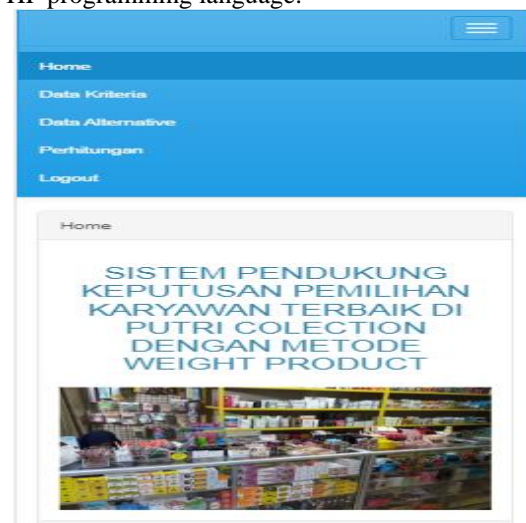 programming language.
Home
Data Kriteria
Data Alternative
Perhitungan
Logout
Home
SISTEM PENDUKUNG
KEPUTUSAN PEMILIHAN
KARYAWAN TERBAIK DI
PUTRI COLECTION
DENGAN METODE
WEIGHT PRODUCT